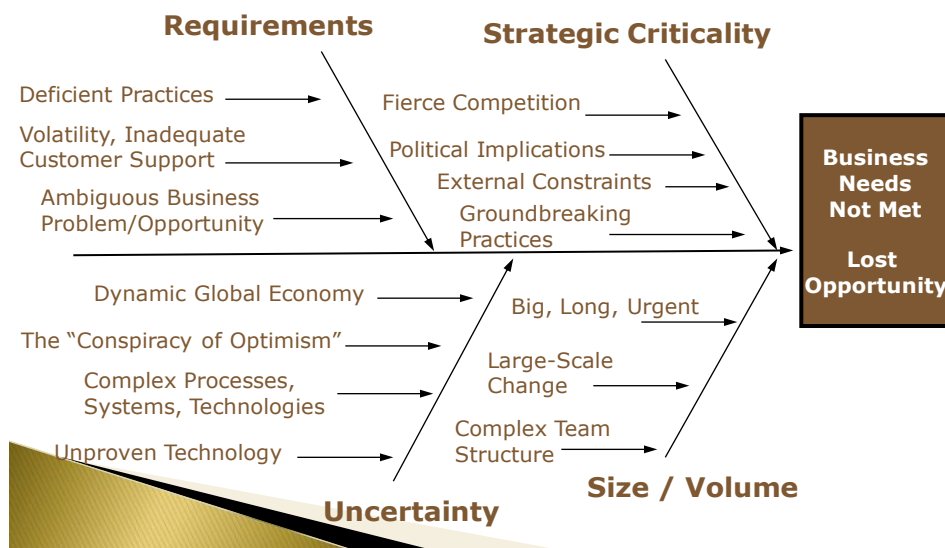 Requirements
Strategic Criticality
Deficient Practices
Volatility, Inadequate
Customer Support
Ambiguous Business
Problem/Opportunity
Fierce Competition
Political Implications
External Constraints
Groundbreaking
Practices
Business
Needs
Not Met
Lost
Opportunity
Dynamic Global Economy
The “Conspiracy of Optimism”
Complex Processes,
Systems, Technologies
Unproven Technology
Uncertainty
Big, Long, Urgent
Large-Scale
Change
Complex Team
Structure
Size / Volume